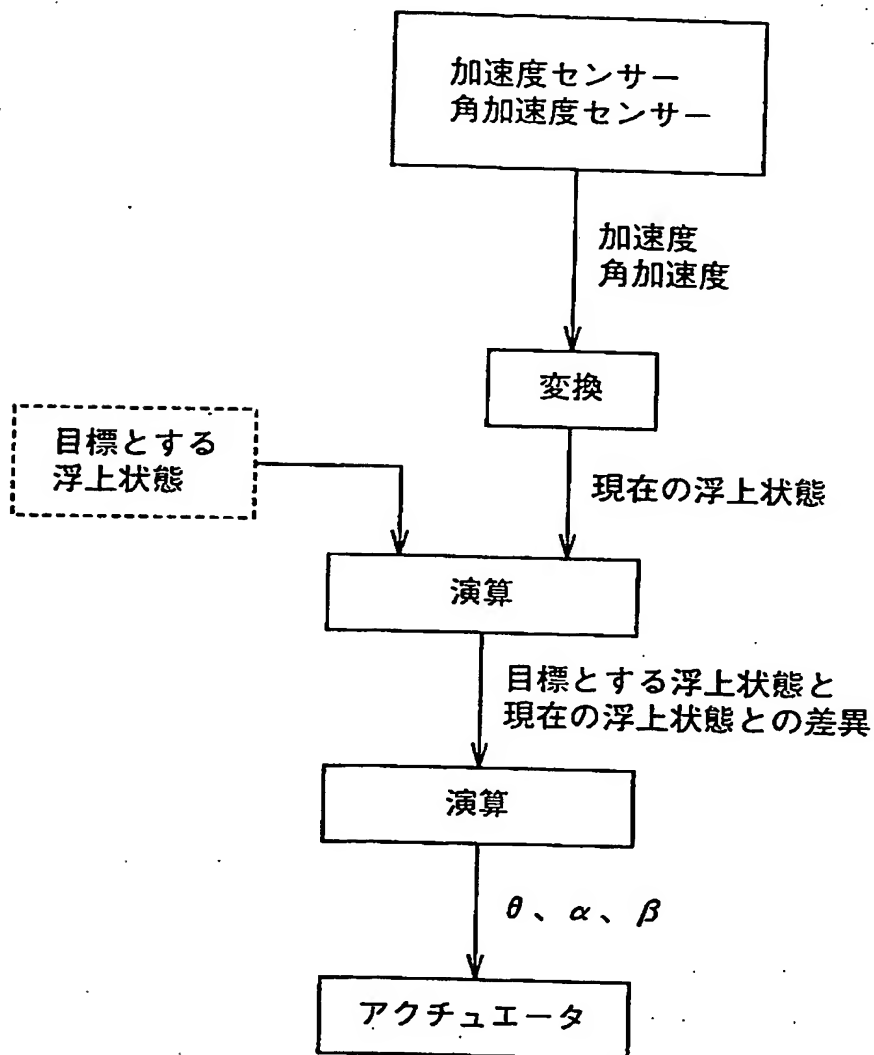 加速度センサー
角加速度センサー
加速度
角加速度
変換
目標とする
浮上状態
現在の浮上状態
演算
目標とする浮上状態と
現在の浮上状態との差異
演算
θ、α、β
アクチュエータ